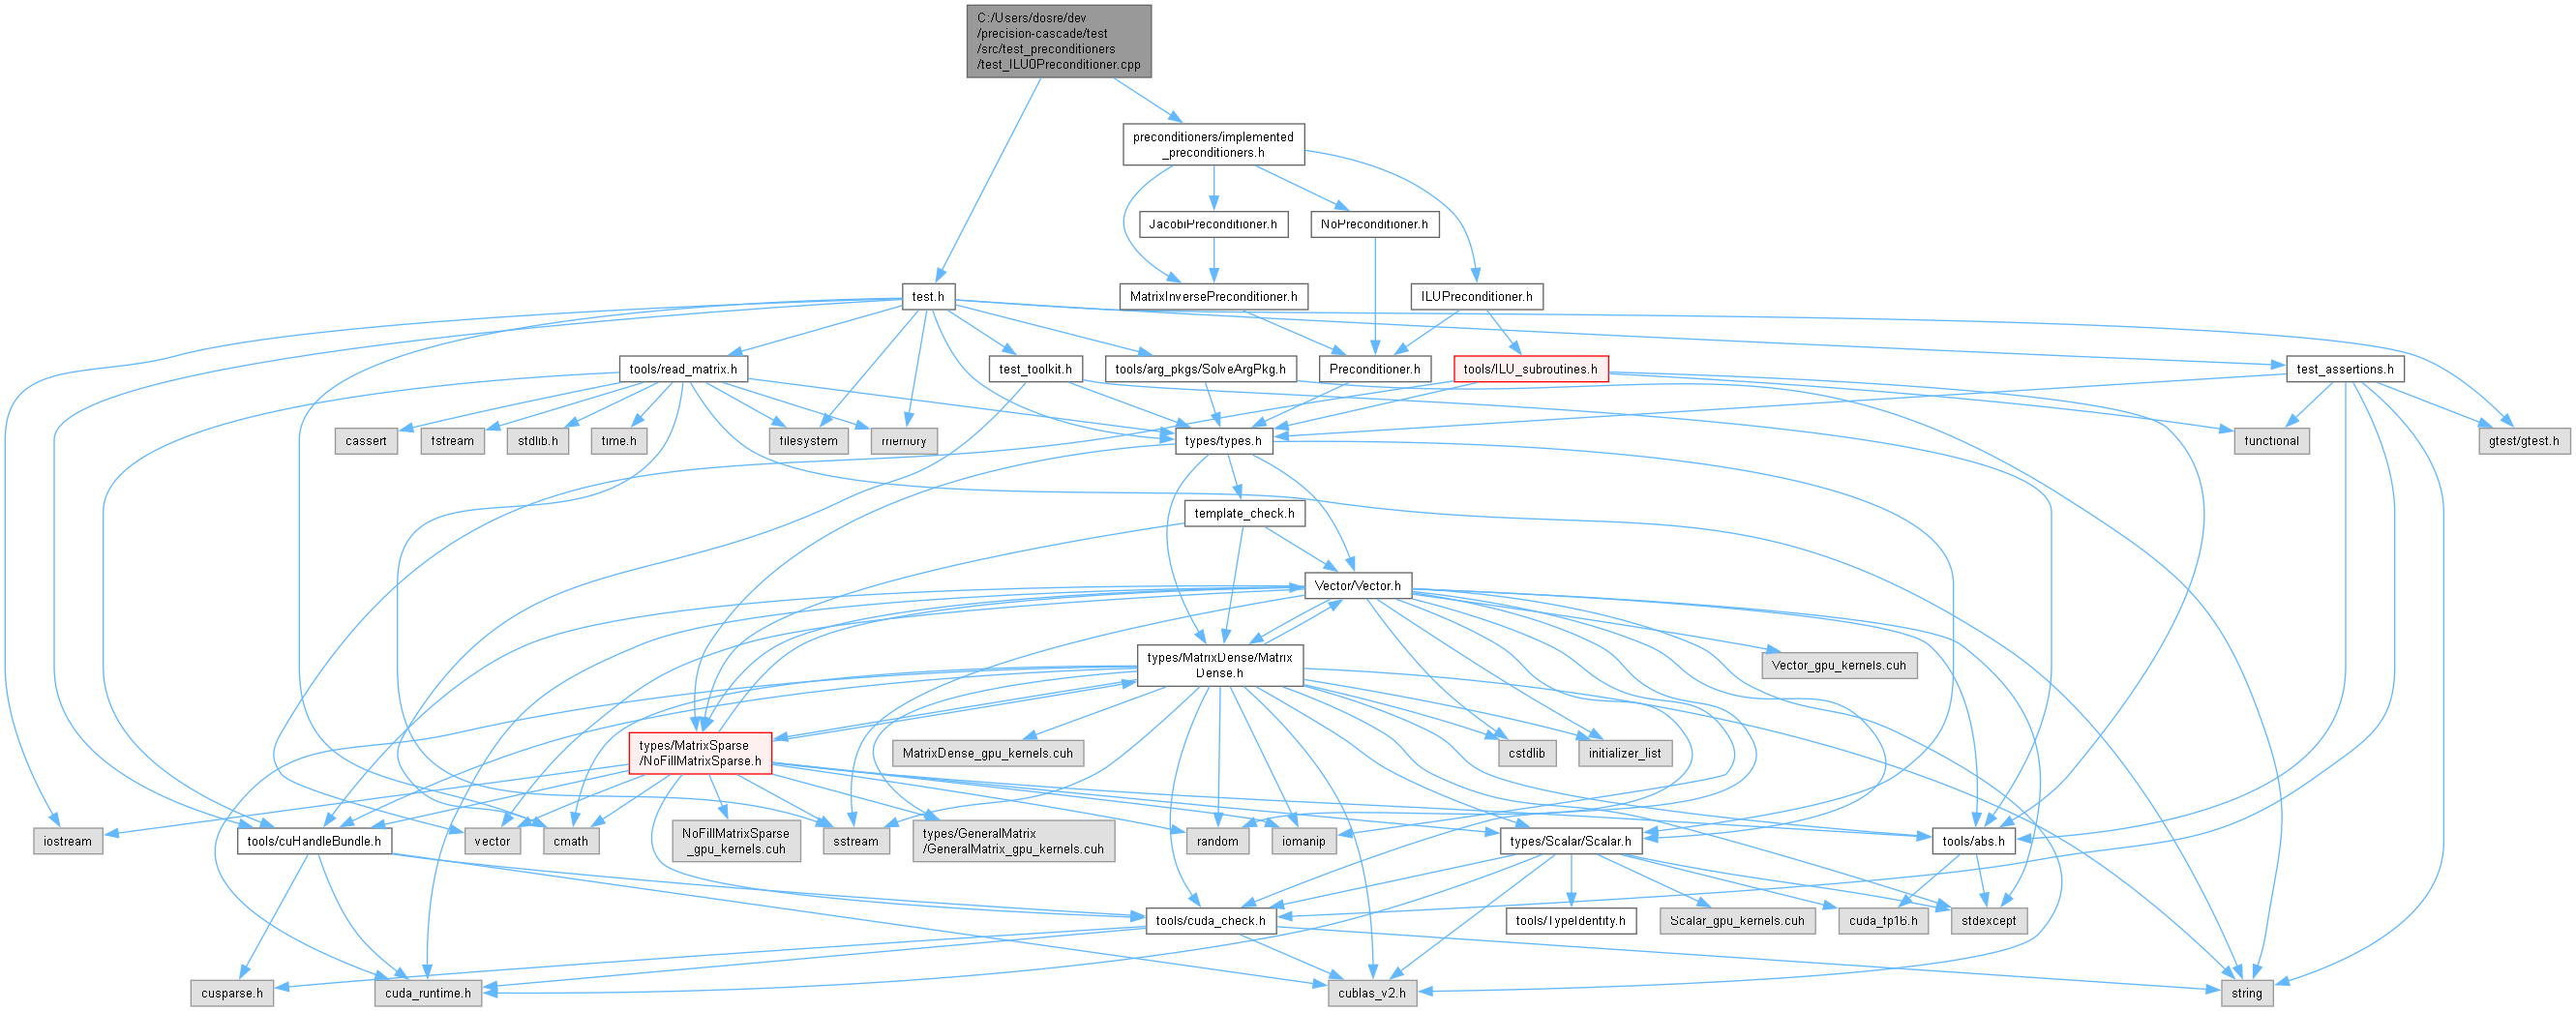 C:/Users/dosre/dev
/precision-cascade/test
/src/test_preconditioners
/test_ILU0Preconditioner.cpp
preconditioners/implemented
_preconditioners.h
JacobiPreconditioner.h
NoPreconditioner.h
test.h
MatrixInversePreconditioner.h
ILUPreconditioner.h
tools/read_matrix.h
test_toolkit.h
tools/arg_pkgs/SolveArgPkg.h
Preconditioner.h
tools/ILU_subroutines.h
test_assertions.h
cassert
fstream
stdlib.h
time.h
filesystem
memory
types/types.h
functional
gtest/gtest.h
template_check.h
Vector/Vector.h
types/MatrixDense/Matrix
Dense.h
Vector_gpu_kernels.cuh
types/MatrixSparse
/NoFillMatrixSparse.h
MatrixDense_gpu_kernels.cuh
cstdlib
initializer_list
iostream
tools/cuHandleBundle.h
vector
cmath
NoFillMatrixSparse
_gpu_kernels.cuh
sstream
types/GeneralMatrix
/GeneralMatrix_gpu_kernels.cuh
random
iomanip
types/Scalar/Scalar.h
tools/abs.h
tools/cuda_check.h
tools/TypeIdentity.h
Scalar_gpu_kernels.cuh
cuda_fp16.h
stdexcept
cusparse.h
cuda_runtime.h
cublas_v2.h
string